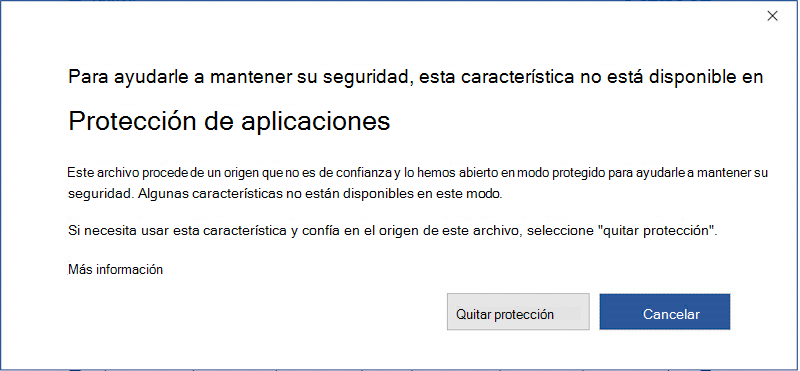 Para ayudarle a mantener su seguridad, esta característica no está disponible en
Protección de aplicaciones
Este archivo procede de un origen que no es de confianza y lo hemos abierto en modo protegido para ayudarle a mantener su
seguridad. Algunas características no están disponibles en este modo.
Si necesita usar esta característica y confía en el origen de este archivo, seleccione "quitar protección".
Más información
Quitar protección
Cancelar